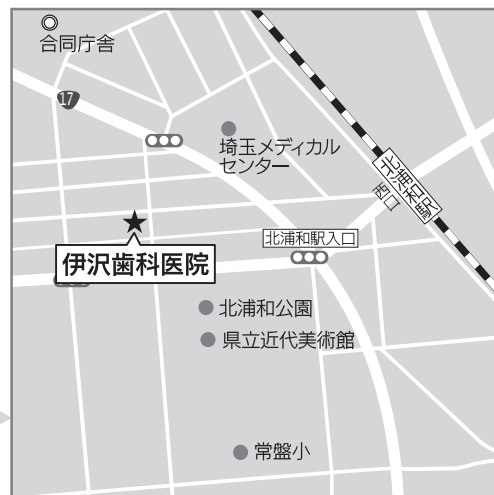 合同庁舎
17
埼玉メディカル
センター
北浦和駅
西口
北浦和駅入口
伊沢歯科医院
北浦和公園
県立近代美術館
常盤小